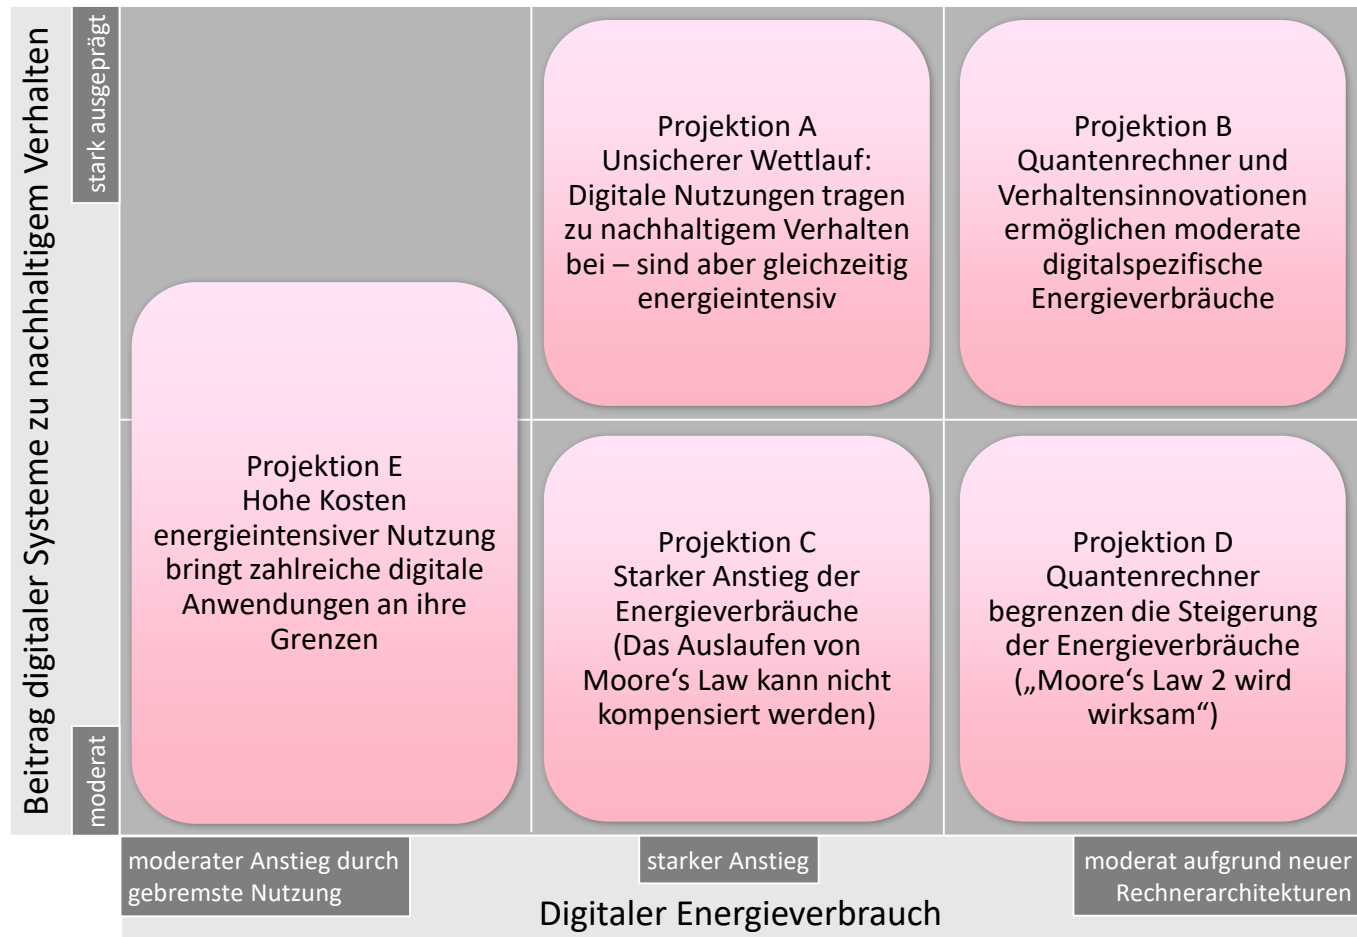 Beitrag digitaler Systeme zu nachhaltigem Verhalten
stark ausgeprägt
moderat
Projektion A
Unsicherer Wettlauf:
Digitale Nutzungen tragen
zu nachhaltigem Verhalten
bei – sind aber gleichzeitig
energieintensiv
Projektion B
Quantenrechner und
Verhaltensinnovationen
ermöglichen moderate
digitalspezifische
Energieverbräuche
Projektion E
Hohe Kosten
energieintensiver Nutzung
bringt zahlreiche digitale
Anwendungen an ihre
Grenzen
Projektion C
Starker Anstieg der
Energieverbräuche
(Das Auslaufen von
Moore‘s Law kann nicht
kompensiert werden)
Projektion D
Quantenrechner
begrenzen die Steigerung
der Energieverbräuche
(„Moore‘s Law 2 wird
wirksam“)
moderater Anstieg durch
gebremste Nutzung
starker Anstieg
moderat aufgrund neuer
Rechnerarchitekturen
Digitaler Energieverbrauch